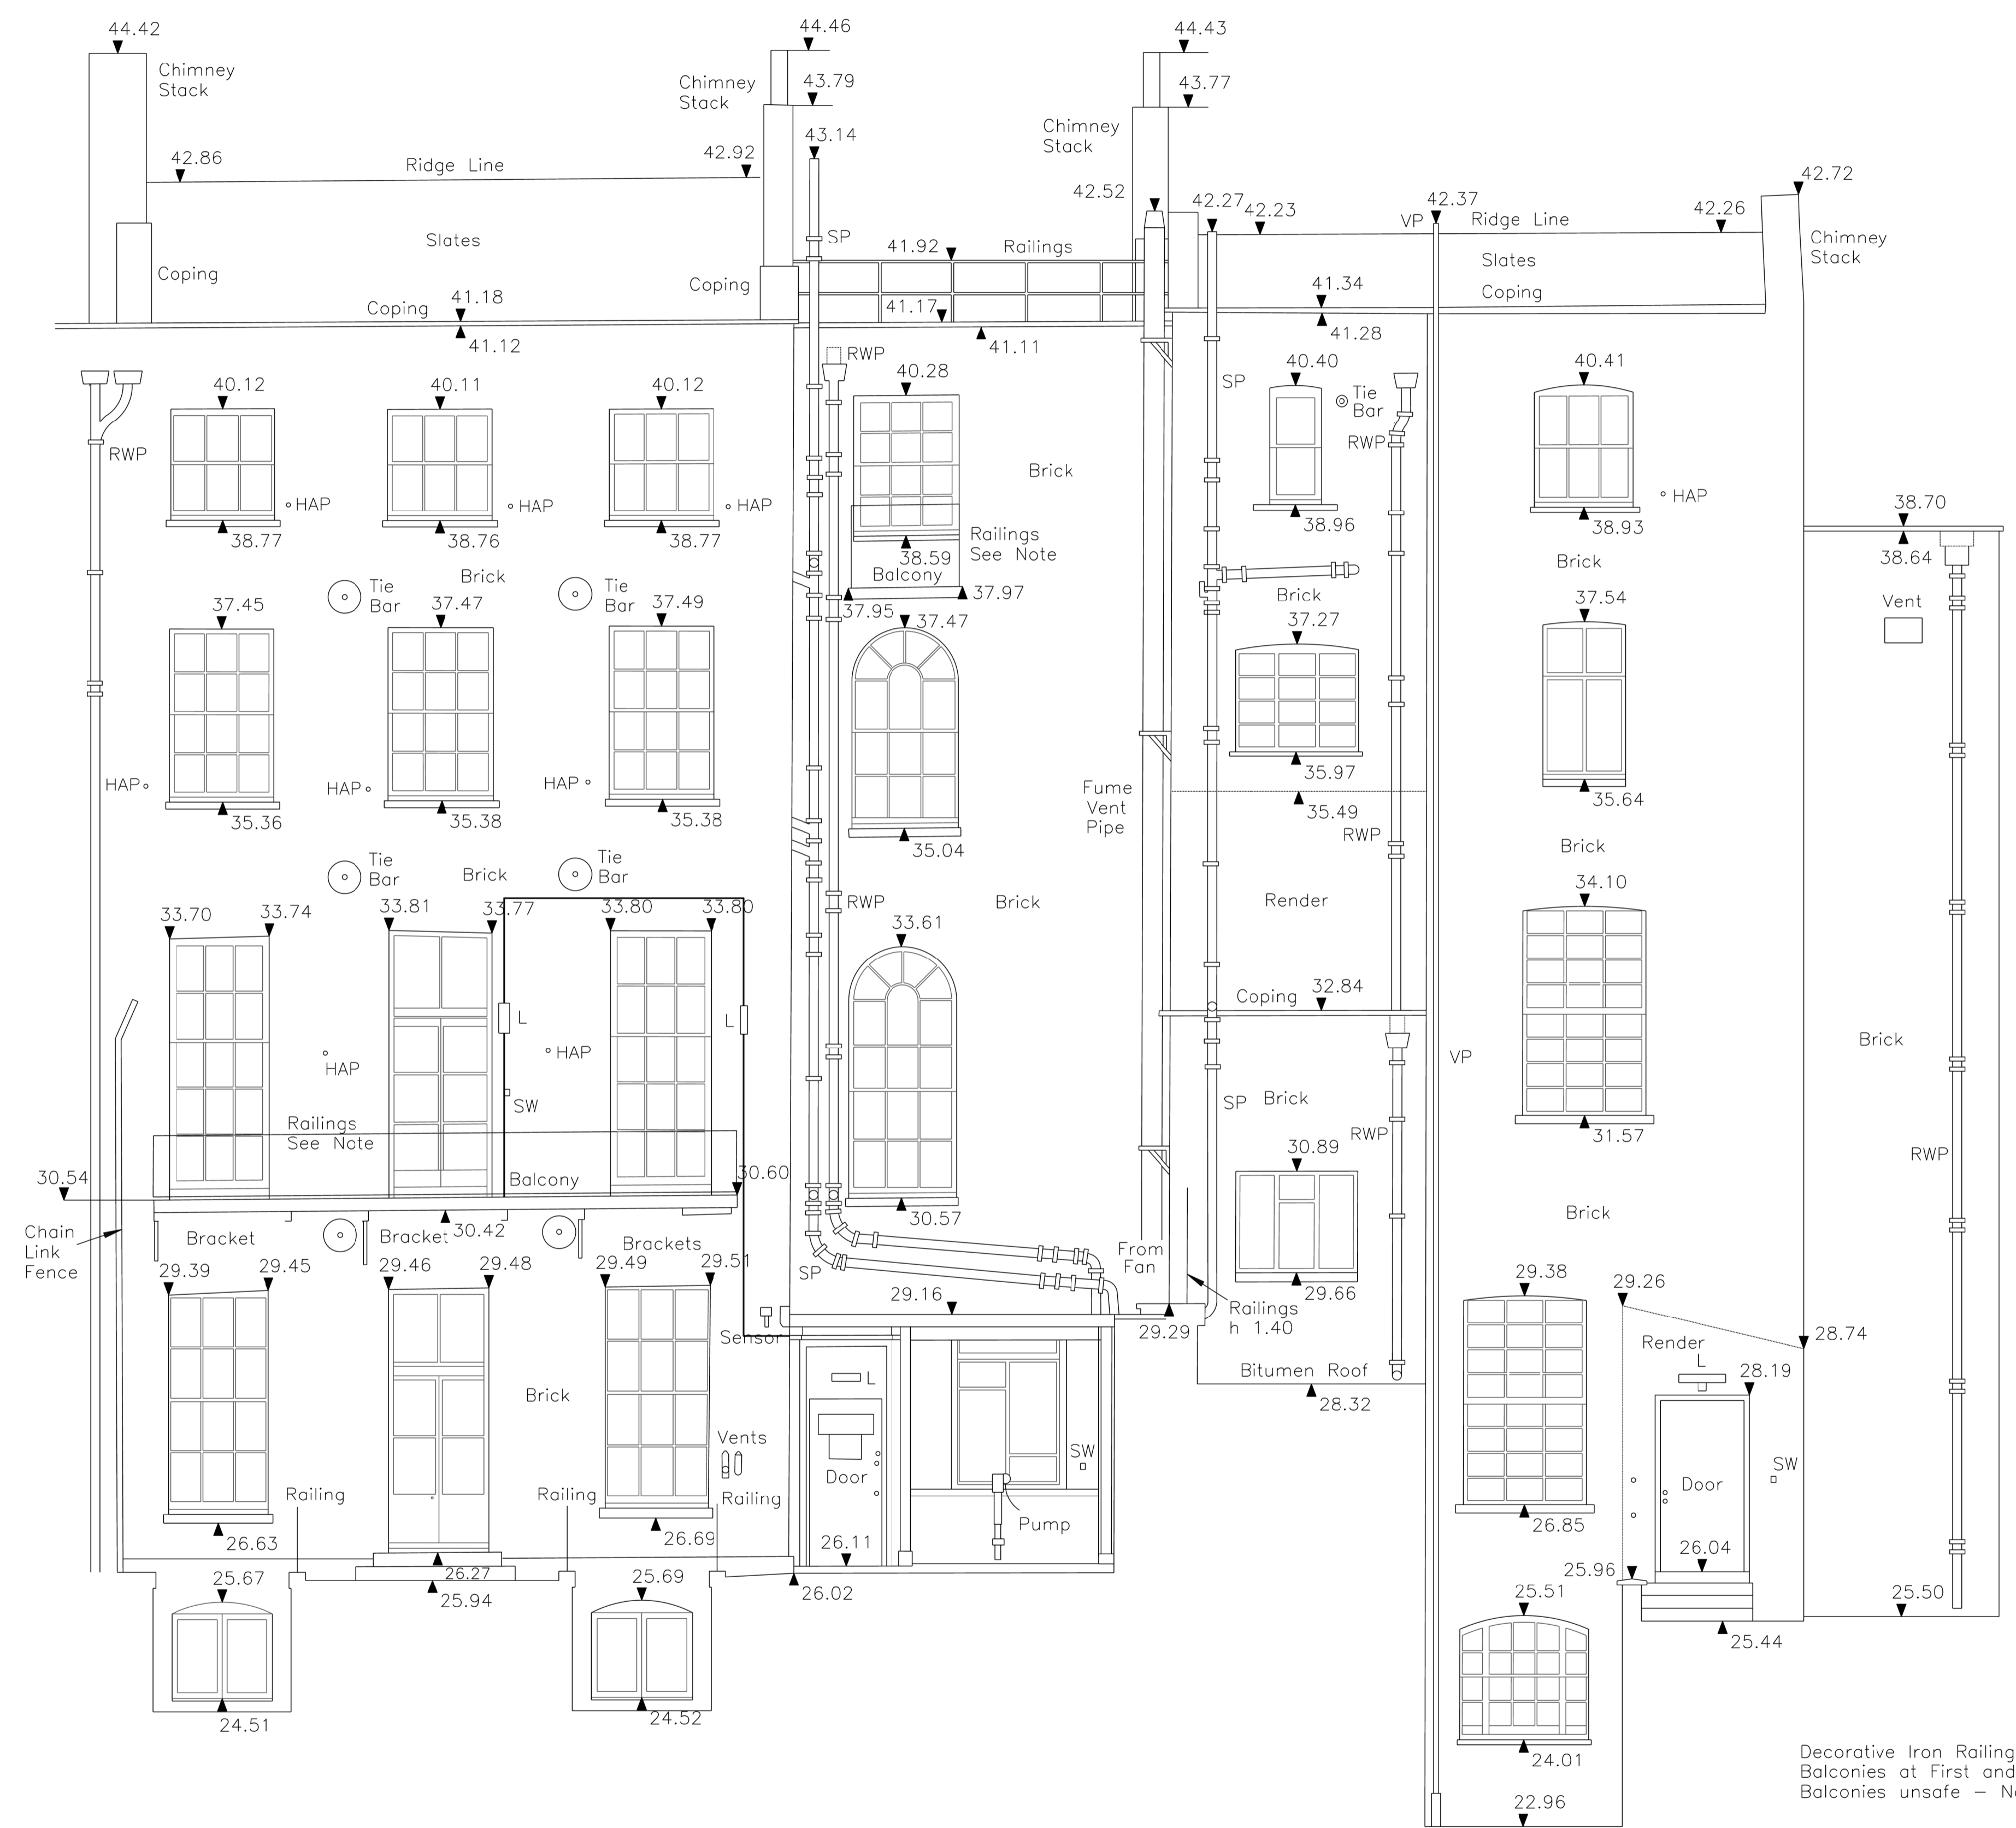 44.42
44.46
44.43
Chimney
Stack
Chimney
Stack
43.79
43.77
Chimney
Stack
43.14
42.86
Ridge Line
42.92
42.52
42.27
42.23
VP
42.37
Ridge Line
42.26
42.72
Chimney
Stack
Slates
SP
41.92
Railings
Slates
Coping
Coping
Coping
41.18
41.17
41.34
Coping
41.12
41.11
41.28
RWP
40.12
40.11
40.12
40.28
40.40
Tie
Bar
40.41
SP
RWP
RWP
Brick
HAP
HAP
HAP
HAP
38.77
38.76
38.77
38.59
Railings
See Note
38.96
38.93
38.70
38.64
Brick
Balcony
Brick
Tie
Bar
Tie
Bar
37.95
37.97
Brick
Vent
37.45
37.47
37.49
37.47
37.27
37.54
HAP
HAP
HAP
35.36
35.38
35.38
35.04
Fume
Vent
Pipe
35.97
35.49
35.64
RWP
Tie
Bar
Brick
Tie
Bar
Brick
33.70
33.74
33.81
33.77
33.80
33.80
RWP
Brick
Render
34.10
33.61
L
L
Coping
32.84
HAP
HAP
VP
Brick
SW
SP
Brick
Railings
See Note
RWP
31.57
RWP
30.54
Balcony
30.60
30.89
Chain
Link
Fence
Bracket
Bracket
30.42
Brackets
30.57
Brick
From
Fan
29.39
29.45
29.46
29.48
29.49
29.51
SP
29.16
29.29
Railings
h 1.40
29.66
29.38
29.26
Sensor
28.74
Render
L
L
Bitumen Roof
28.32
28.19
Brick
Vents
Door
SW
Door
SW
Railing
Railing
Railing
Pump
26.63
26.69
26.85
26.11
26.04
26.27
25.94
26.02
25.96
25.67
25.69
25.51
25.50
25.44
24.51
24.52
24.01
22.96
Decorative Iron Railing
Balconies at First and
Balconies unsafe – No